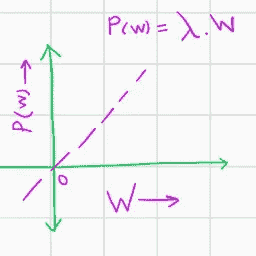 P(w) = λ.W
P(w) →
0
W →